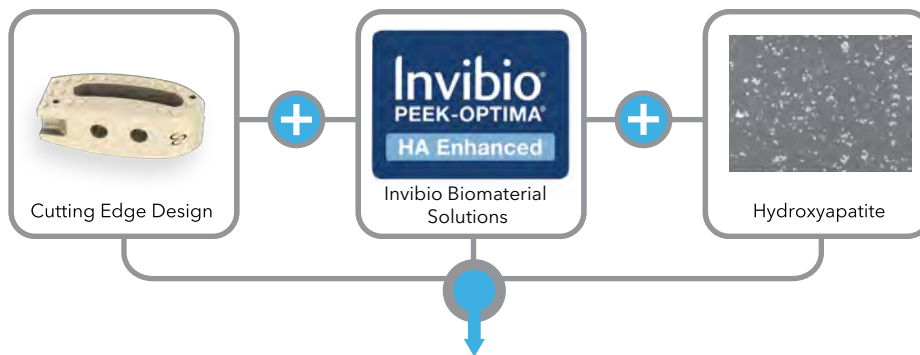 Invibio®
PEEK-OPTIMA®
HA Enhanced
Cutting Edge Design
Invibio Biomaterial
Solutions
Hydroxyapatite